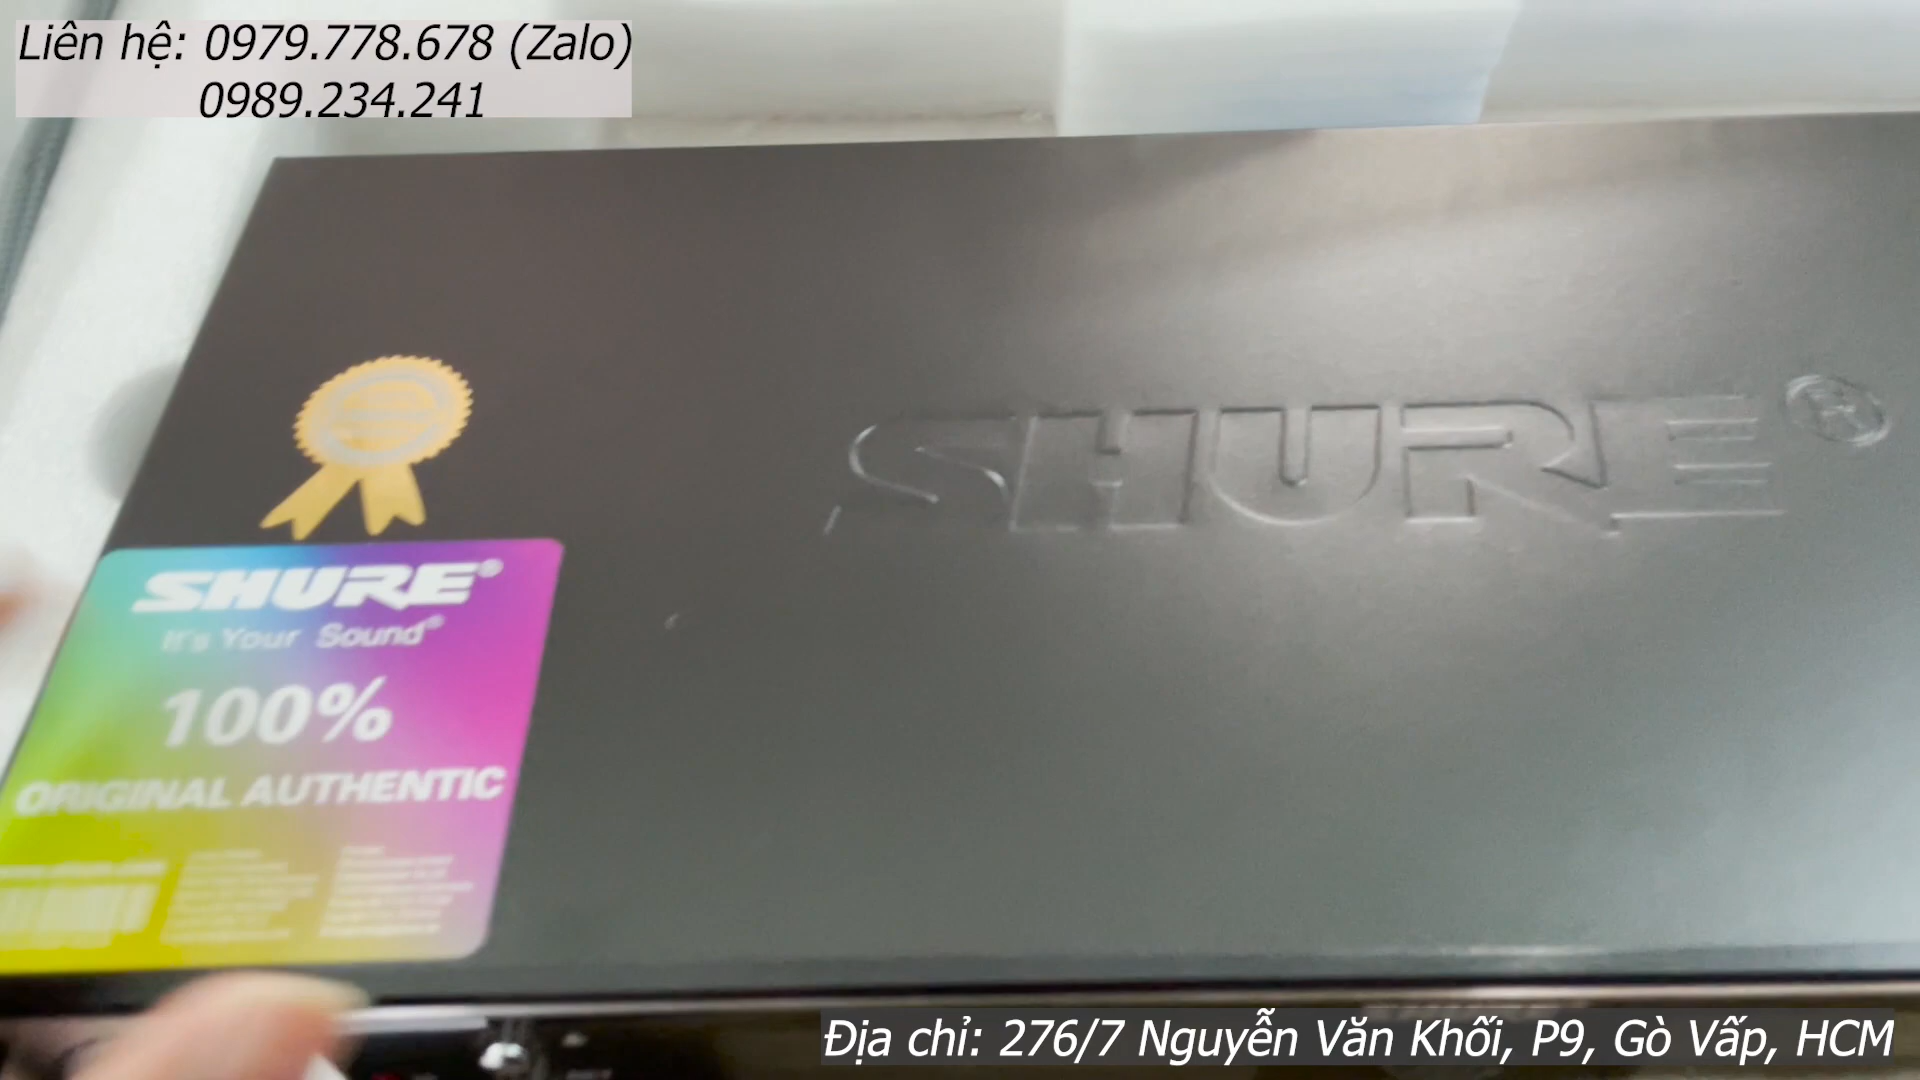 Liên hệ: 0979.778.678 (Zalo)
0989.234.241
SHURE®
SHURE®
It's Your Sound®
100%
ORIGINAL AUTHENTIC
Địa chỉ: 276/7 Nguyễn Văn Khối, P9, Gò Vấp, HCM